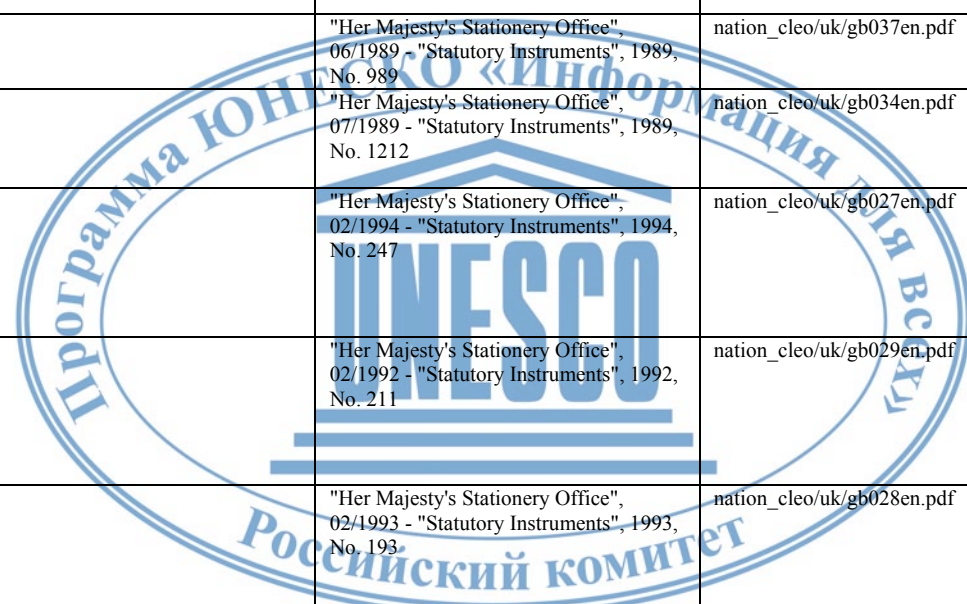 "Her Majesty's Stationery Office",
06/1989 - "Statutory Instruments", 1989,
No. 989
nation_cleo/uk/gb037en.pdf
"Her Majesty's Stationery Office",
07/1989 - "Statutory Instruments", 1989,
No. 1212
nation_cleo/uk/gb034en.pdf
"Her Majesty's Stationery Office",
02/1994 - "Statutory Instruments", 1994,
No. 247
nation_cleo/uk/gb027en.pdf
"Her Majesty's Stationery Office",
02/1992 - "Statutory Instruments", 1992,
No. 211
nation_cleo/uk/gb029en.pdf
"Her Majesty's Stationery Office",
02/1993 - "Statutory Instruments", 1993,
No. 193
nation_cleo/uk/gb028en.pdf
Программа ЮНЕСКО «Информация для всех»
UNESCO
Российский комитет